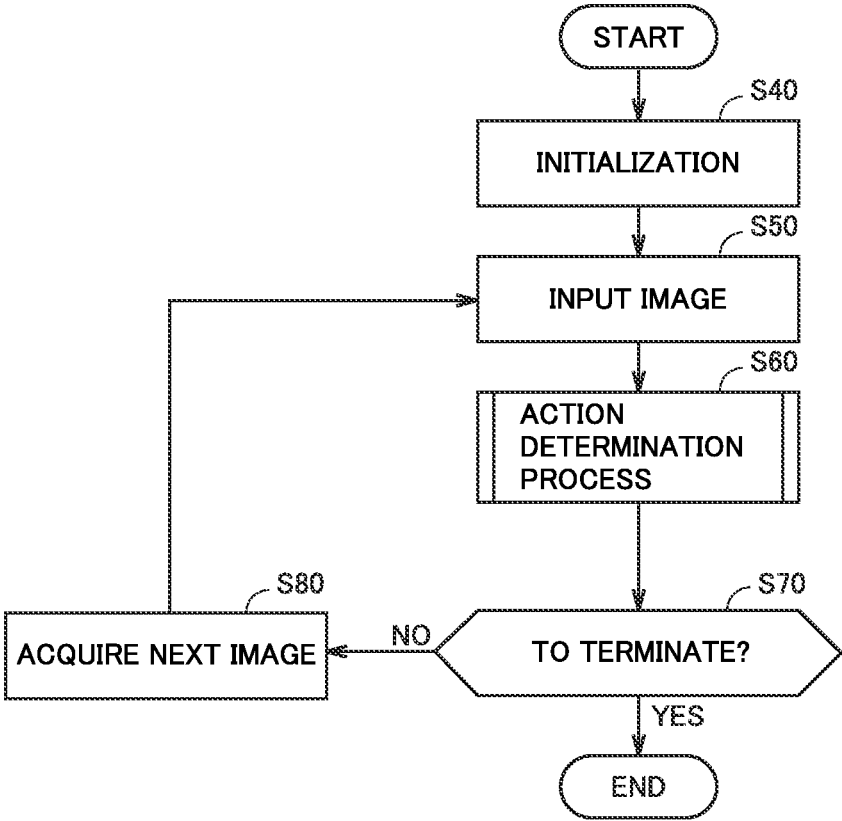 START
S40
INITIALIZATION
S50
INPUT IMAGE
S60
ACTION
DETERMINATION
PROCESS
S80
ACQUIRE NEXT IMAGE
NO
S70
TO TERMINATE?
YES
END